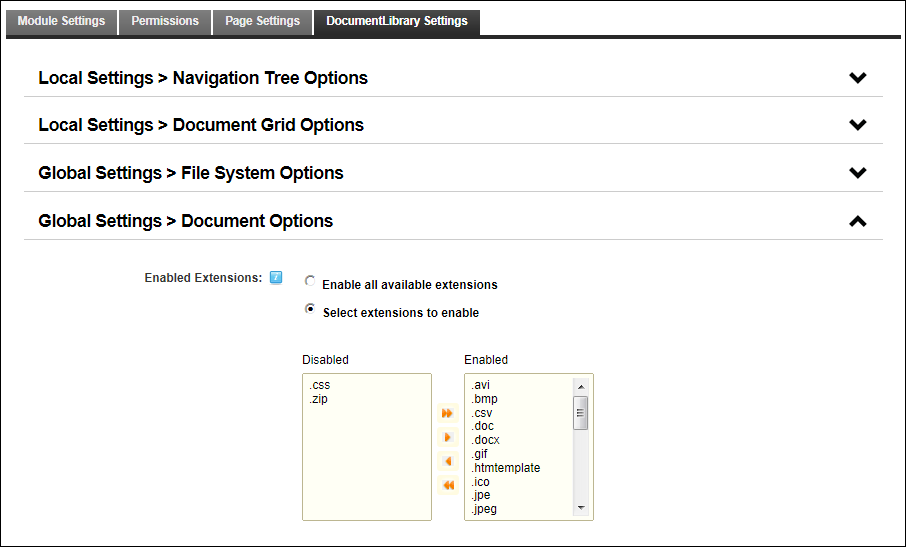 Module Settings Permissions Page Settings DocumentLibrary Settings
Local Settings > Navigation Tree Options
Local Settings > Document Grid Options
Global Settings > File System Options
Global Settings > Document Options
Enabled Extensions:
Enable all available extensions
Select extensions to enable
Disabled
.css
.zip
Enabled
.avi
.bmp
.csv
.doc
.docx
.gif
.htmtemplate
.ico
.jpe
.jpeg